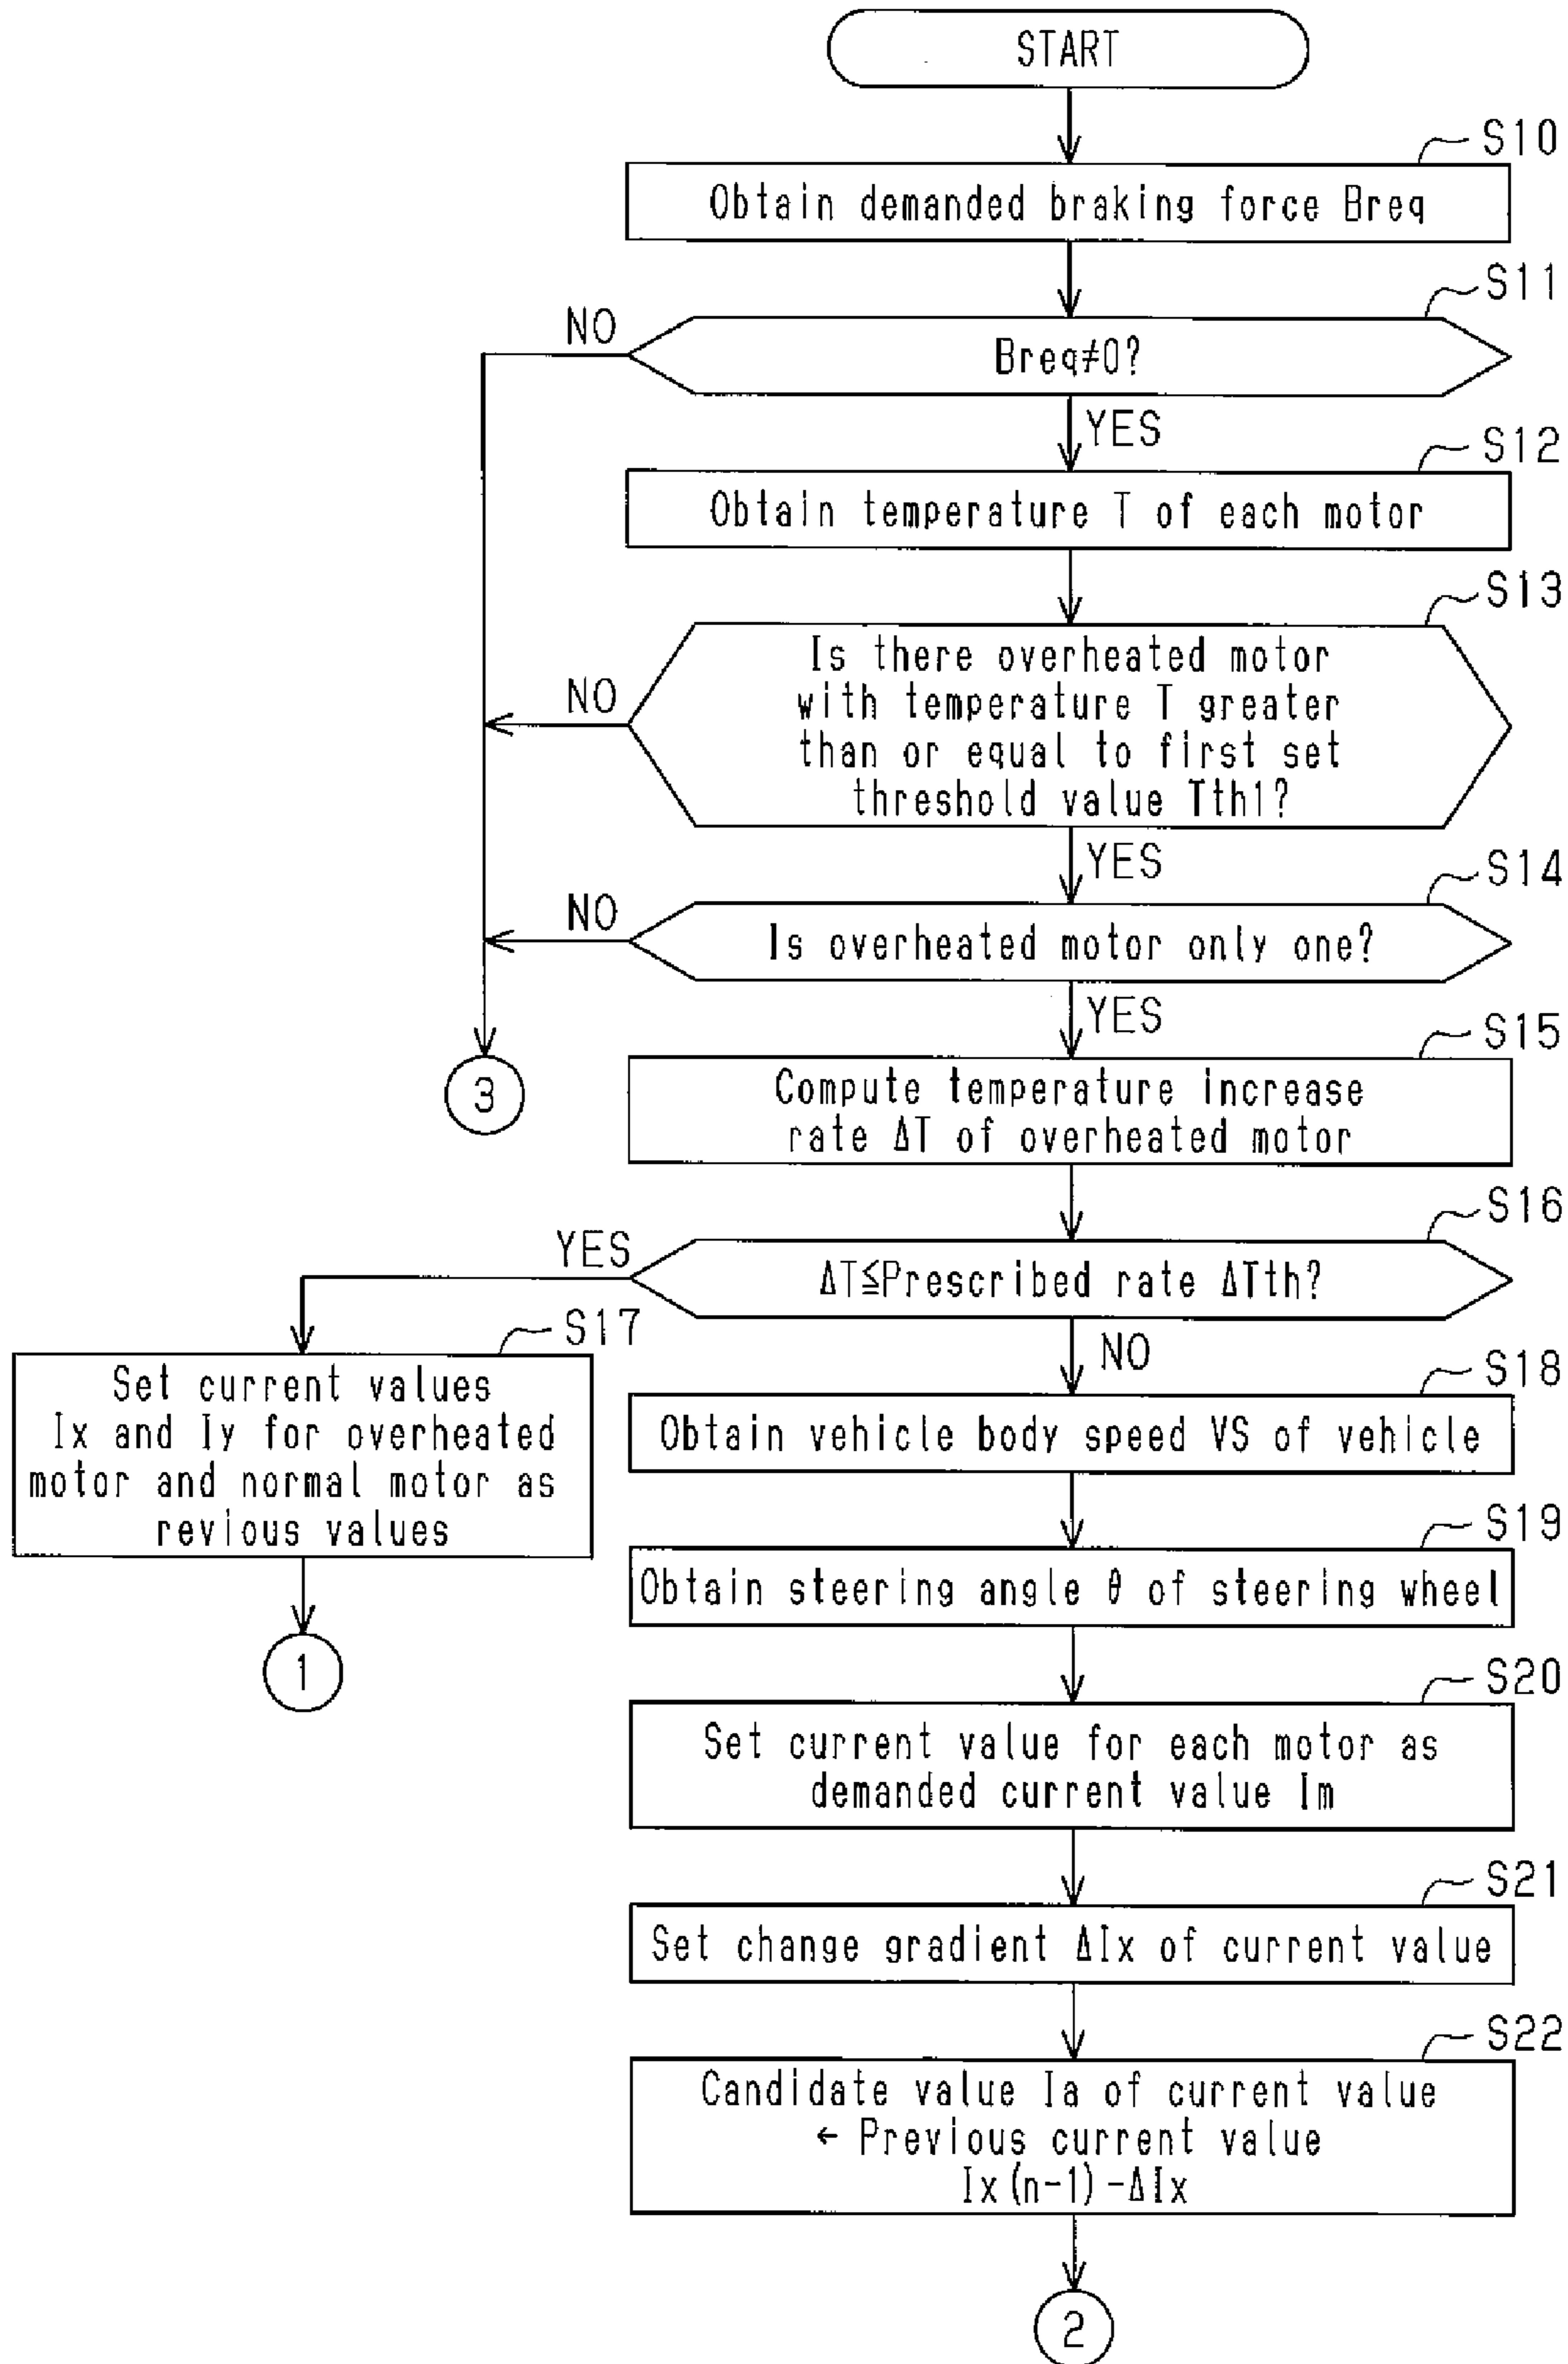 START
S10
Obtain demanded braking force Breq
S11
NO
Breq≠0?
YES
S12
Obtain temperature T of each motor
S13
Is there overheated motor
NO
with temperature T greater
than or equal to first set
threshold value Tth1?
YES
S14
NO
Is overheated motor only one?
YES
S15
3
Compute temperature increase
rate ΔT of overheated motor
S16
YES
ΔT≦Prescribed rate ΔTth?
S17
NO
Set current values
Ix and Iy for overheated
motor and normal motor as
revious values
1
S18
Obtain vehicle body speed VS of vehicle
S19
Obtain steering angle θ of steering wheel
S20
Set current value for each motor as
demanded current value Im
S21
Set change gradient ΔIx of current value
S22
Candidate value Ia of current value
← Previous current value
Ix(n-1)-ΔIx
2